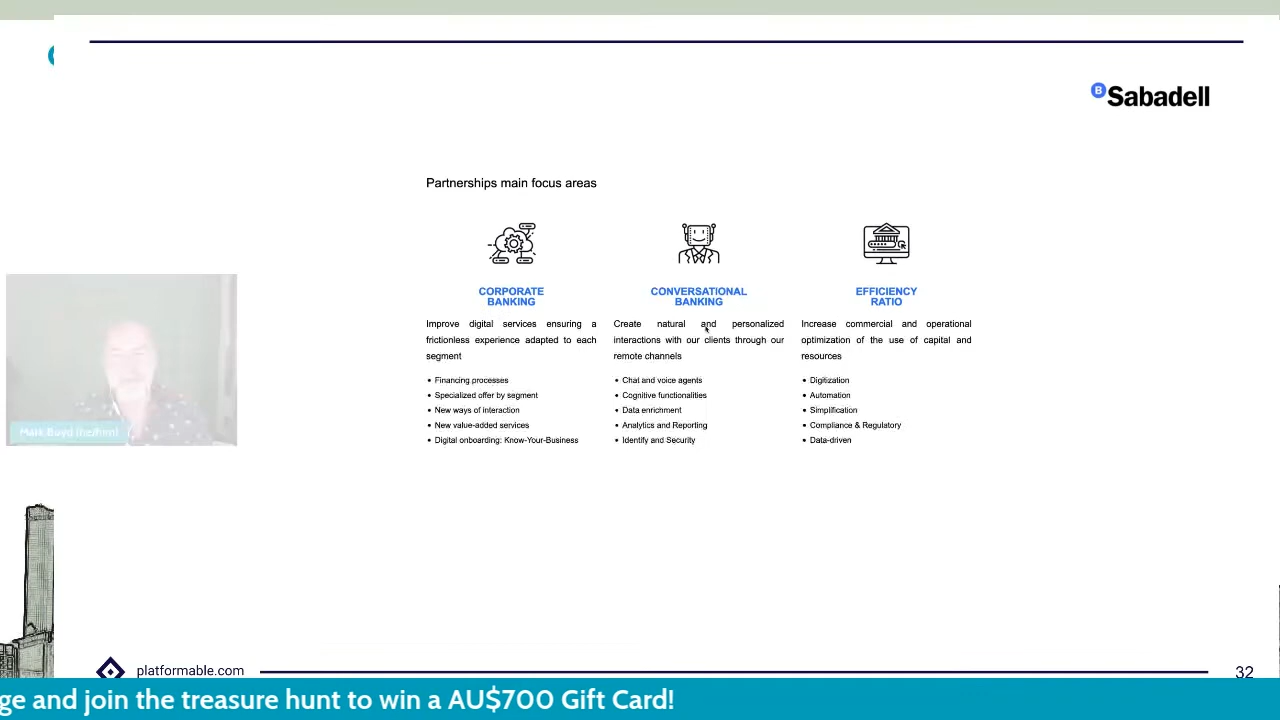 B Sabadell
Partnerships main focus areas
CORPORATE
BANKING
Improve digital services ensuring a
frictionless experience adapted to each
segment
• Financing processes
• Specialized offer by segment
• New ways of interaction
• New value-added services
• Digital onboarding: Know-Your-Business
CONVERSATIONAL
BANKING
Create natural and personalized
interactions with our clients through our
remote channels
• Chat and voice agents
• Cognitive functionalities
• Data enrichment
• Analytics and Reporting
• Identify and Security
EFFICIENCY
RATIO
Increase commercial and operational
optimization of the use of capital and
resources
• Digitization
• Automation
• Simplification
• Compliance & Regulatory
• Data-driven
Mark Boyd (he/him)
platformable.com
32
ge and join the treasure hunt to win a AU$700 Gift Card!